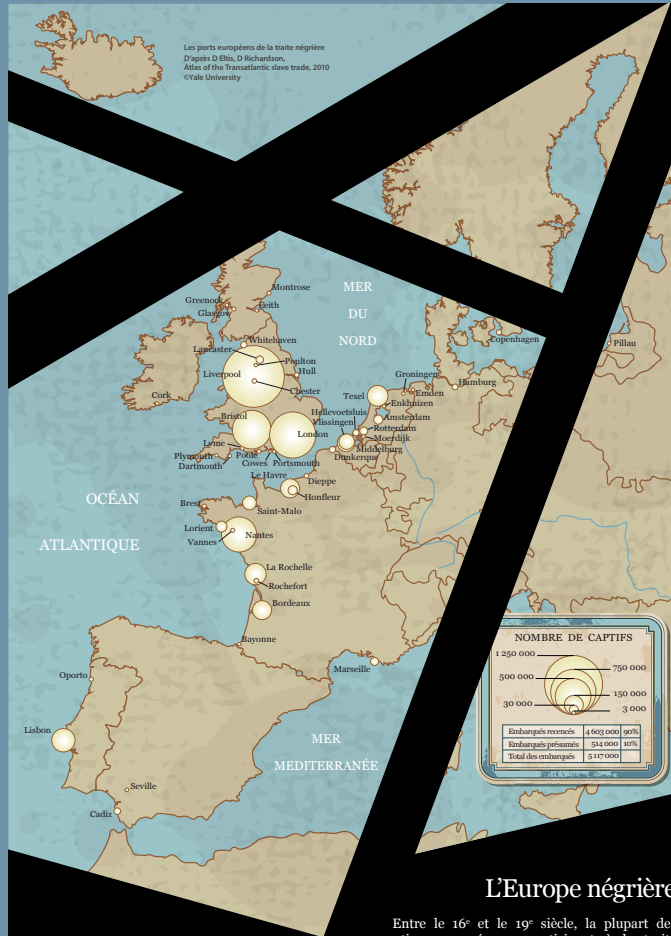 Les ports européens de la traite négrière
D'après D Eltis, D Richardson,
Atlas of the Transatlantic slave trade, 2010
©Yale University
MER
DU
NORD
Montrose
Greenock
Leith
Glasgow
Whitehaven
Lancaster
Poulton
Hull
Liverpool
Chester
Cork
Bristol
London
Lyme
Plymouth
Poole
Dartmouth
Cowes
Portsmouth
Copenhagen
Pillau
Hamburg
Groningen
Emden
Texel
Enkhuizen
Hellevoetsluis
Amsterdam
Vlissingen
Rotterdam
Moerdijk
Middelburg
Dunkerque
Le Havre
Dieppe
Honfleur
OCÉAN
ATLANTIQUE
Brest
Saint-Malo
Lorient
Vannes
Nantes
La Rochelle
Rochefort
Bordeaux
Bayonne
Marseille
Oporto
Lisbon
Seville
Cadiz
MER
MEDITERRANÉE
NOMBRE DE CAPTIFS
1 250 000
750 000
500 000
150 000
30 000
3 000
Embarqués recencés 4 603 000 90%
Embarqués présumés 514 000 10%
Total des embarqués 5 117 000
L'Europe négrière
Entre le 16e et le 19e siècle, la plupart de